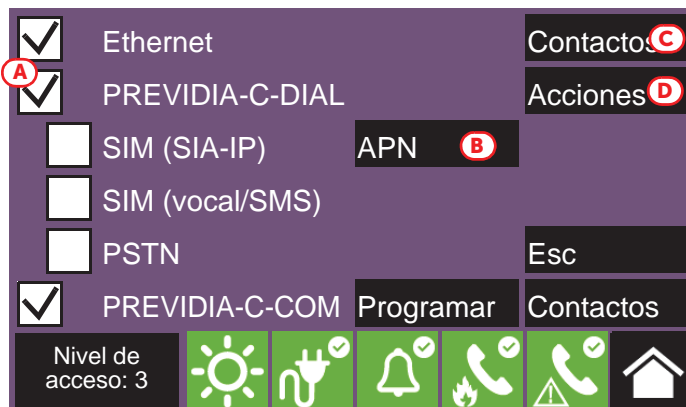 Ethernet Contactos C
A
PREVIDIA-C-DIAL Acciones D
SIM (SIA-IP) APN B
SIM (vocal/SMS)
PSTN Esc
PREVIDIA-C-COM Programar Contactos
Nivel de
acceso: 3